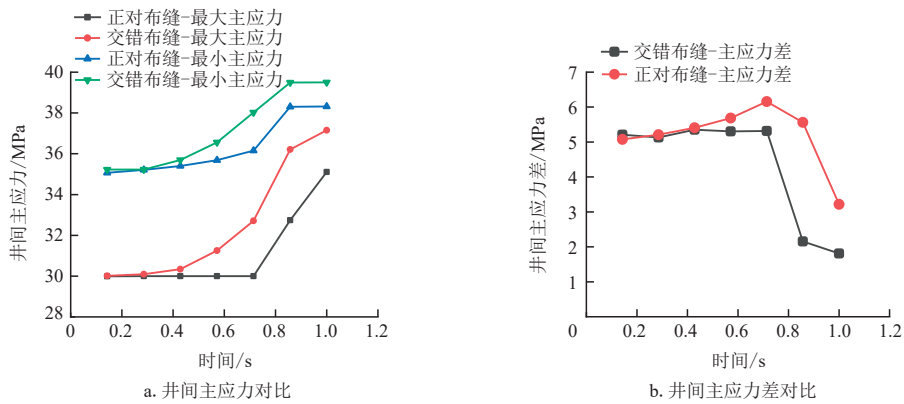 正对布缝-最大主应力
交错布缝-最大主应力
正对布缝-最小主应力
交错布缝-最小主应力
40
38
35
32
30
28
0
0.2
0.4
0.6
0.8
1.0
1.2
井间主应力/MPa
时间/s
a. 井间主应力对比
交错布缝-主应力差
正对布缝-主应力差
7
6
5
4
3
2
1
0
0.2
0.4
0.6
0.8
1.0
1.2
井间主应力差/MPa
时间/s
b. 井间主应力差对比